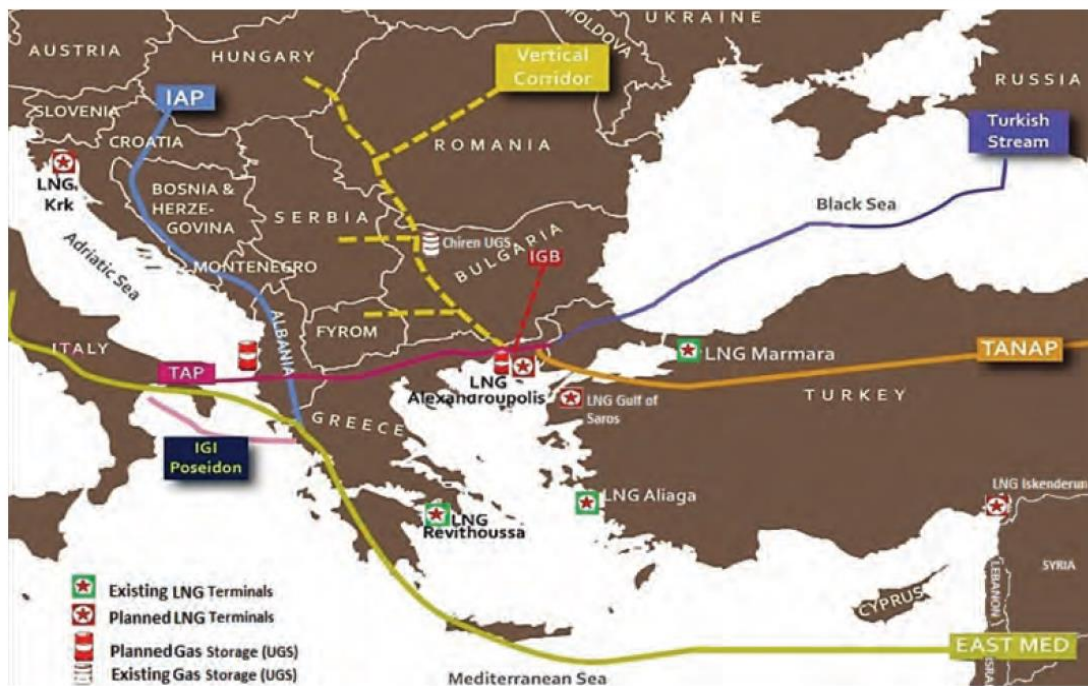 AUSTRIA
HUNGARY
MOLDOVA
UKRAINE
RUSSIA
Vertical
Corridor
SLOVENIA
IAP
CROATIA
ROMANIA
Turkish
Stream
LNG
Krk
BOSNIA &
HERZE-
GOVINA
SERBIA
Black Sea
Adriatic Sea
Chiren UGS
BULGARIA
IGB
MONTENEGRO
ALBANIA
FYROM
ITALY
TAP
LNG
Alexandroupolis
LNG Marmara
TANAP
LNG Gulf of
Saros
TURKEY
GREECE
IGI
Poseidon
LNG
Revithoussa
LNG Aliaga
LNG Iskenderun
SYRIA
LEBANON
CYPRUS
EAST MED
ISRA
Mediterranean Sea
Existing LNG Terminals
Planned LNG Terminals
Planned Gas Storage (UGS)
Existing Gas Storage (UGS)